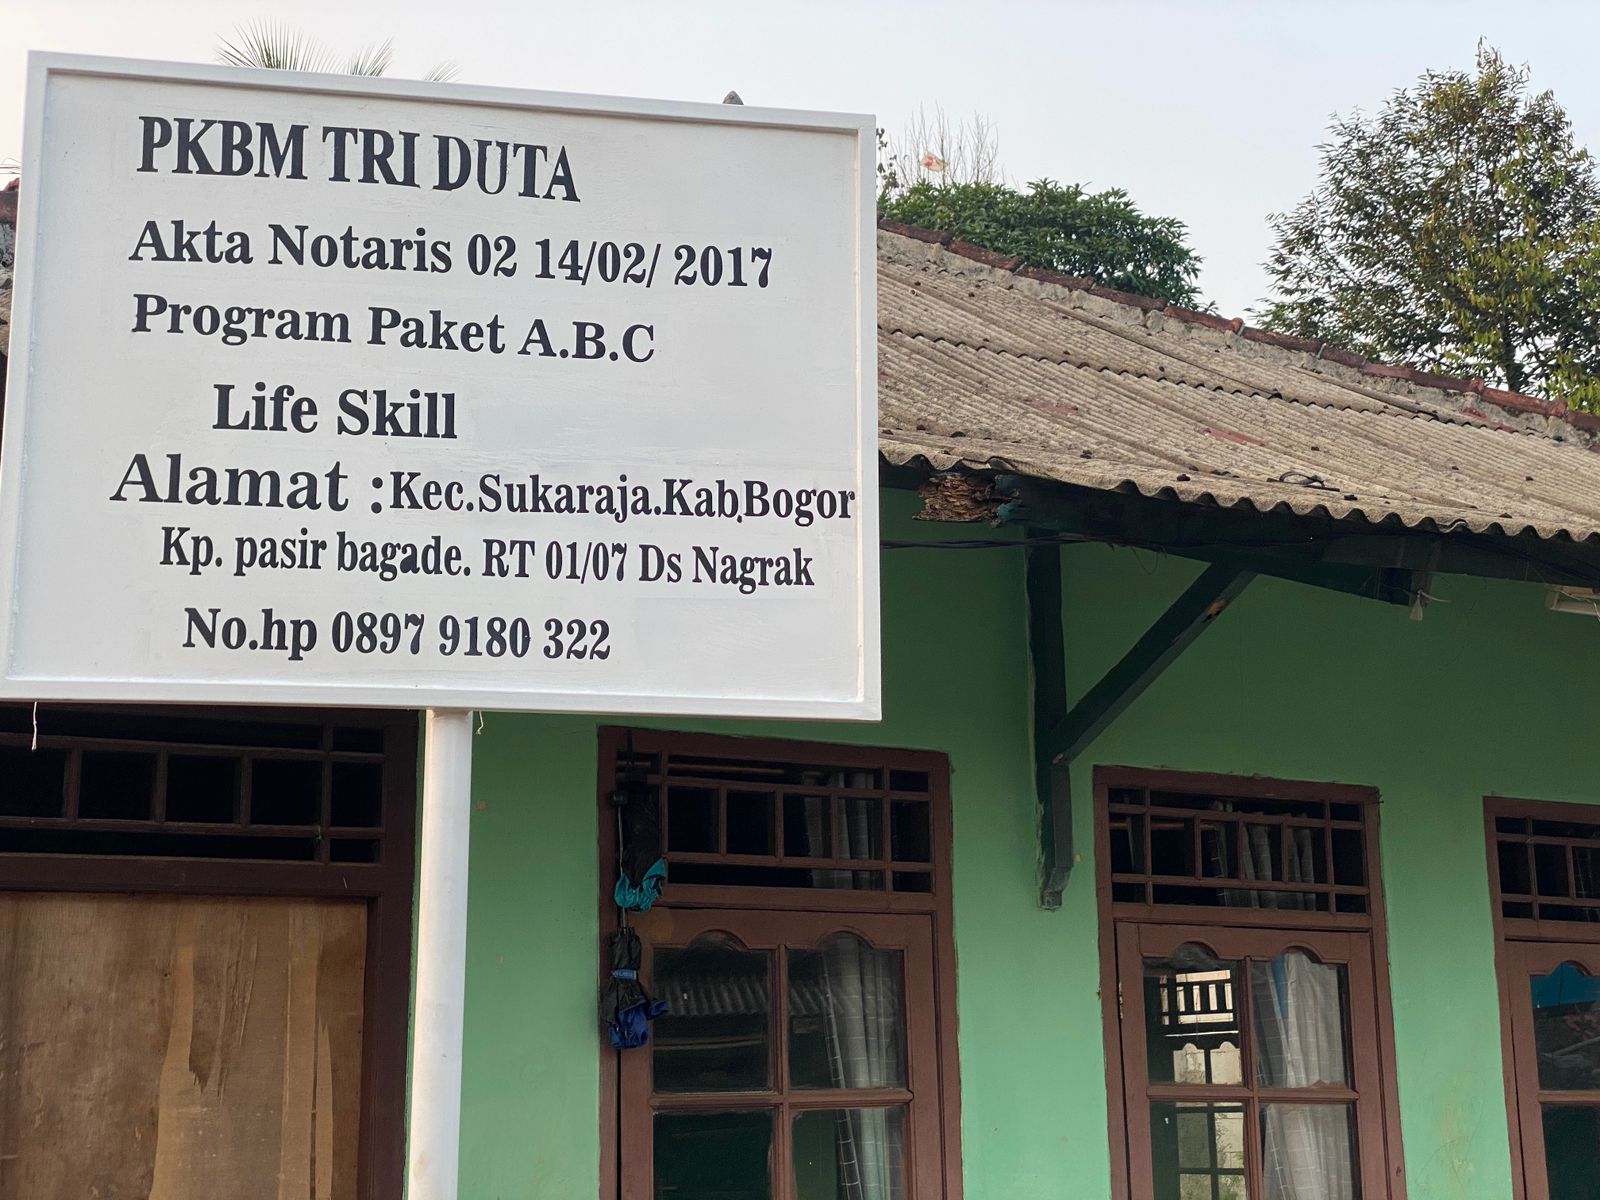 PKBM TRI DUTA
Akta Notaris 02 14/02/ 2017
Program Paket A.B.C
Life Skill
Alamat :Kec.Sukaraja.Kab.Bogor
Kp. pasir bagade. RT 01/07 Ds Nagrak
No.hp 0897 9180 322